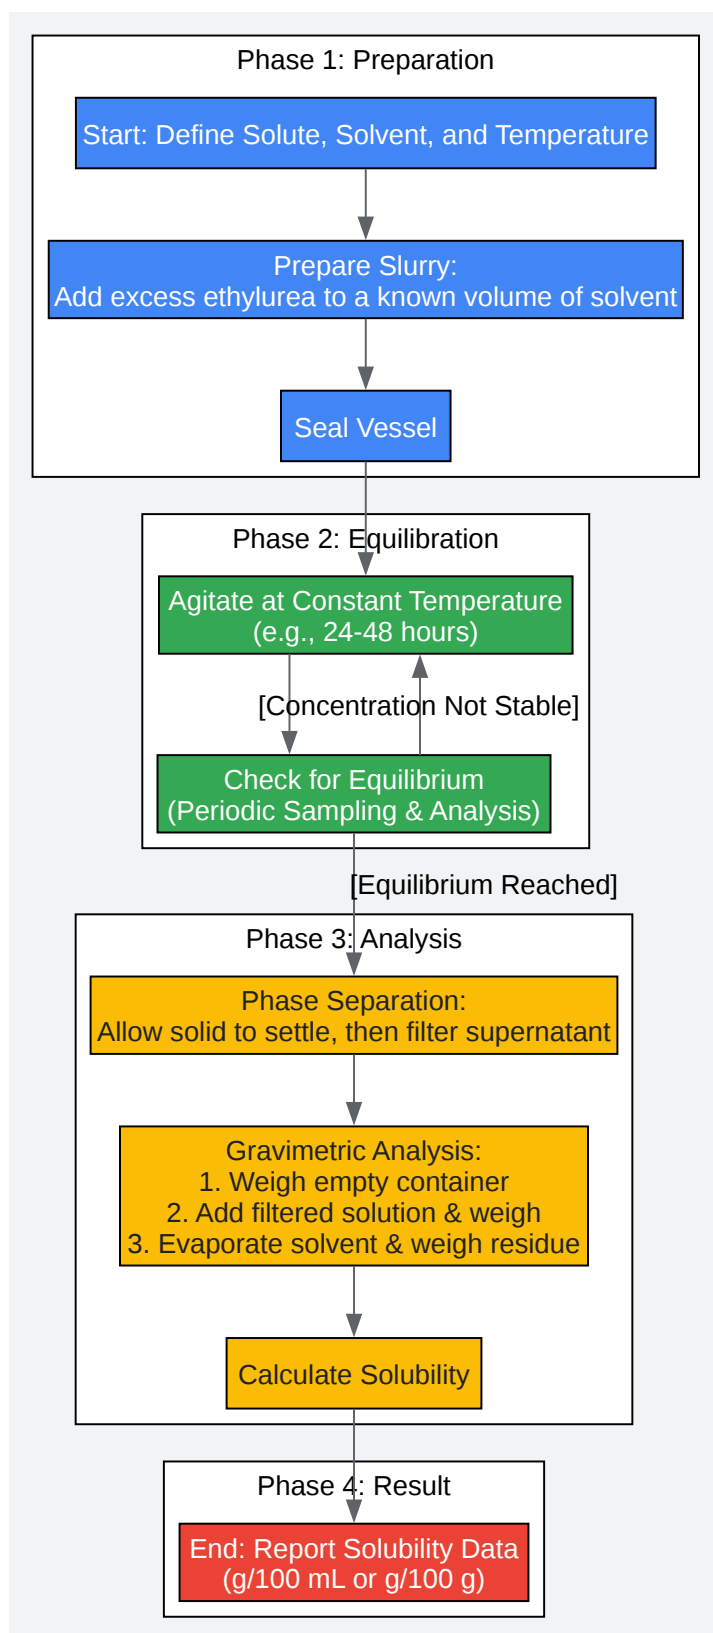 Phase 1: Preparation
Start: Define Solute, Solvent, and Temperature
Prepare Slurry:
Add excess ethylurea to a known volume of solvent
Seal Vessel
Phase 2: Equilibration
Agitate at Constant Temperature
(e.g., 24-48 hours)
[Concentration Not Stable]
Check for Equilibrium
(Periodic Sampling & Analysis)
[Equilibrium Reached]
Phase 3: Analysis
Phase Separation:
Allow solid to settle, then filter supernatant
Gravimetric Analysis:
1. Weigh empty container
2. Add filtered solution & weigh
3. Evaporate solvent & weigh residue
Calculate Solubility
Phase 4: Result
End: Report Solubility Data
(g/100 mL or g/100 g)